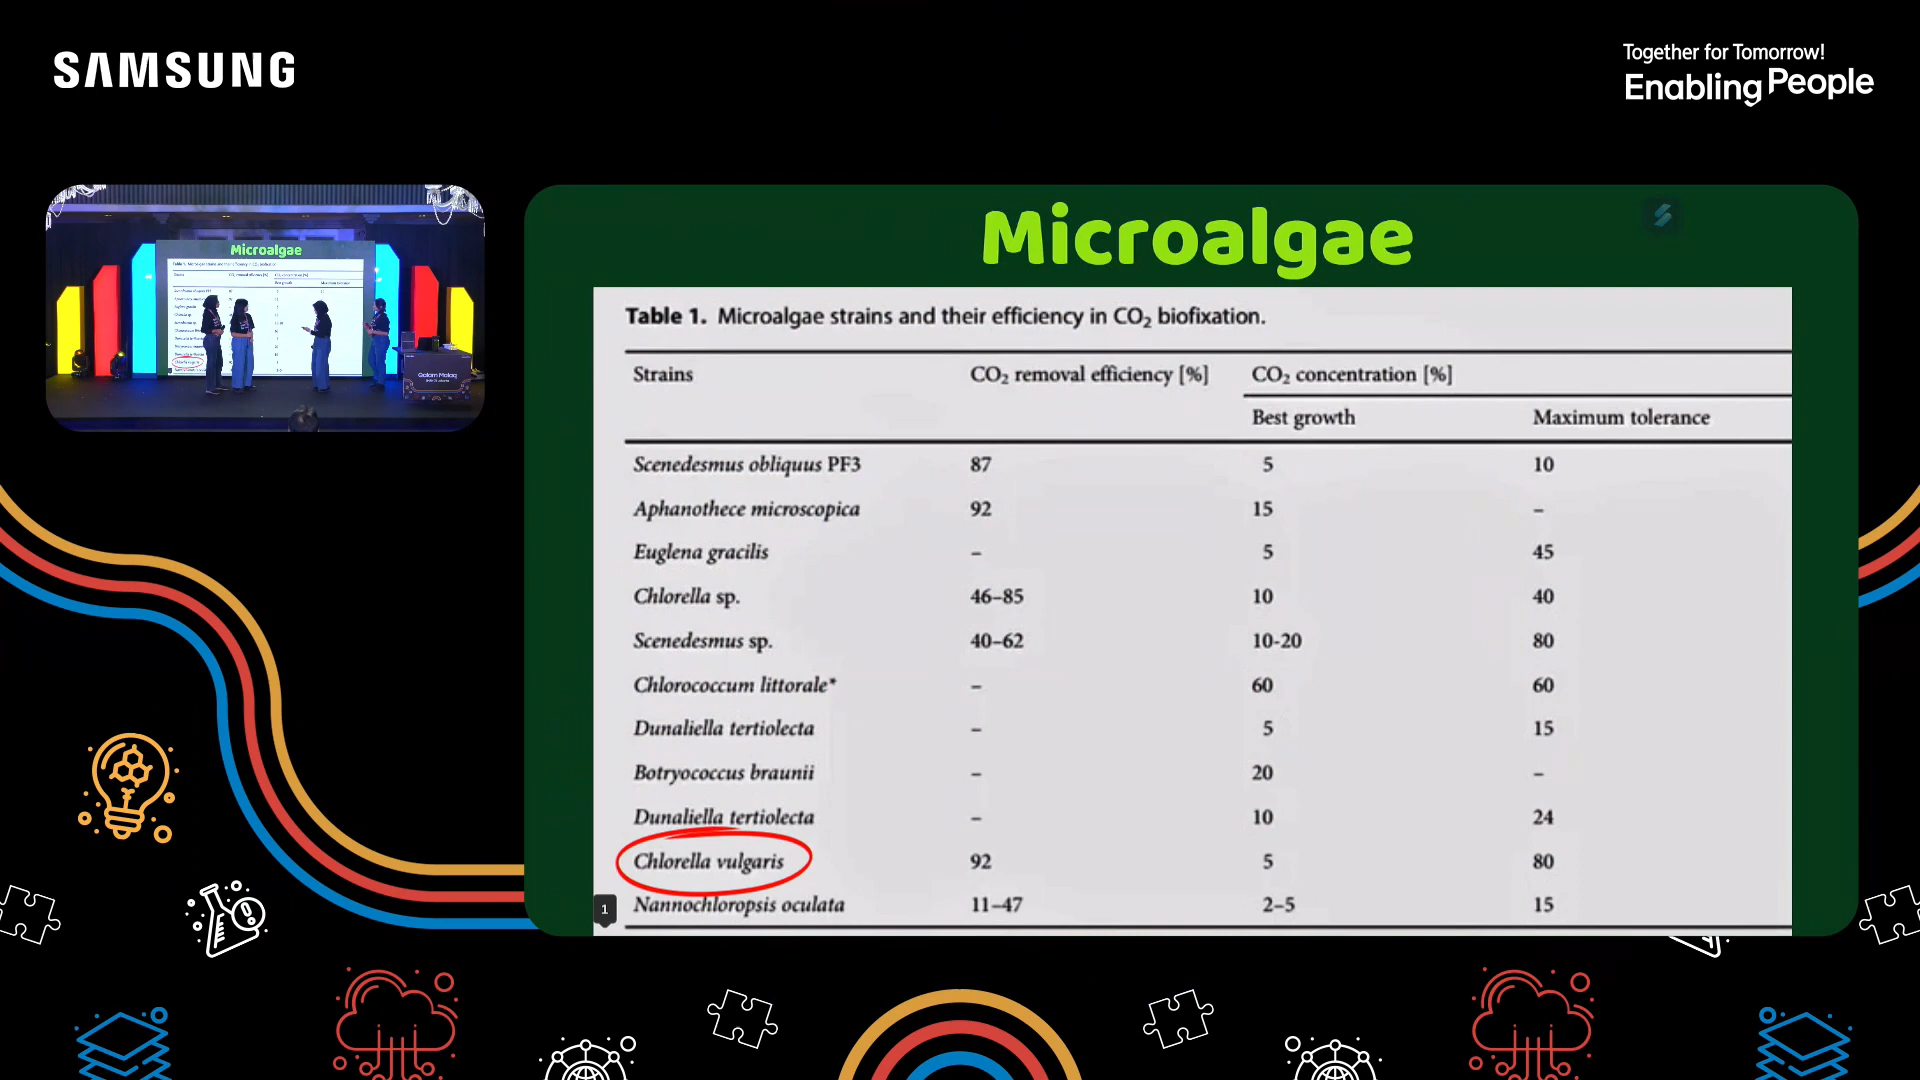 SAMSUNG
Together for Tomorrow!
Enabling People
Microalgae
Galam Malaq
Microalgae
Table 1. Microalgae strains and their efficiency in CO₂ biofixation.
Strains CO₂ removal efficiency [%] CO₂ concentration [%]
Best growth Maximum tolerance
Scenedesmus obliquus PF3 87 5 10
Aphanothece microscopica 92 15 –
Euglena gracilis – 5 45
Chlorella sp. 46–85 10 40
Scenedesmus sp. 40–62 10-20 80
Chlorococcum littorale* – 60 60
Dunaliella tertiolecta – 5 15
Botryococcus braunii – 20 –
Dunaliella tertiolecta – 10 24
Chlorella vulgaris 92 5 80
Nannochloropsis oculata 11–47 2–5 15
1